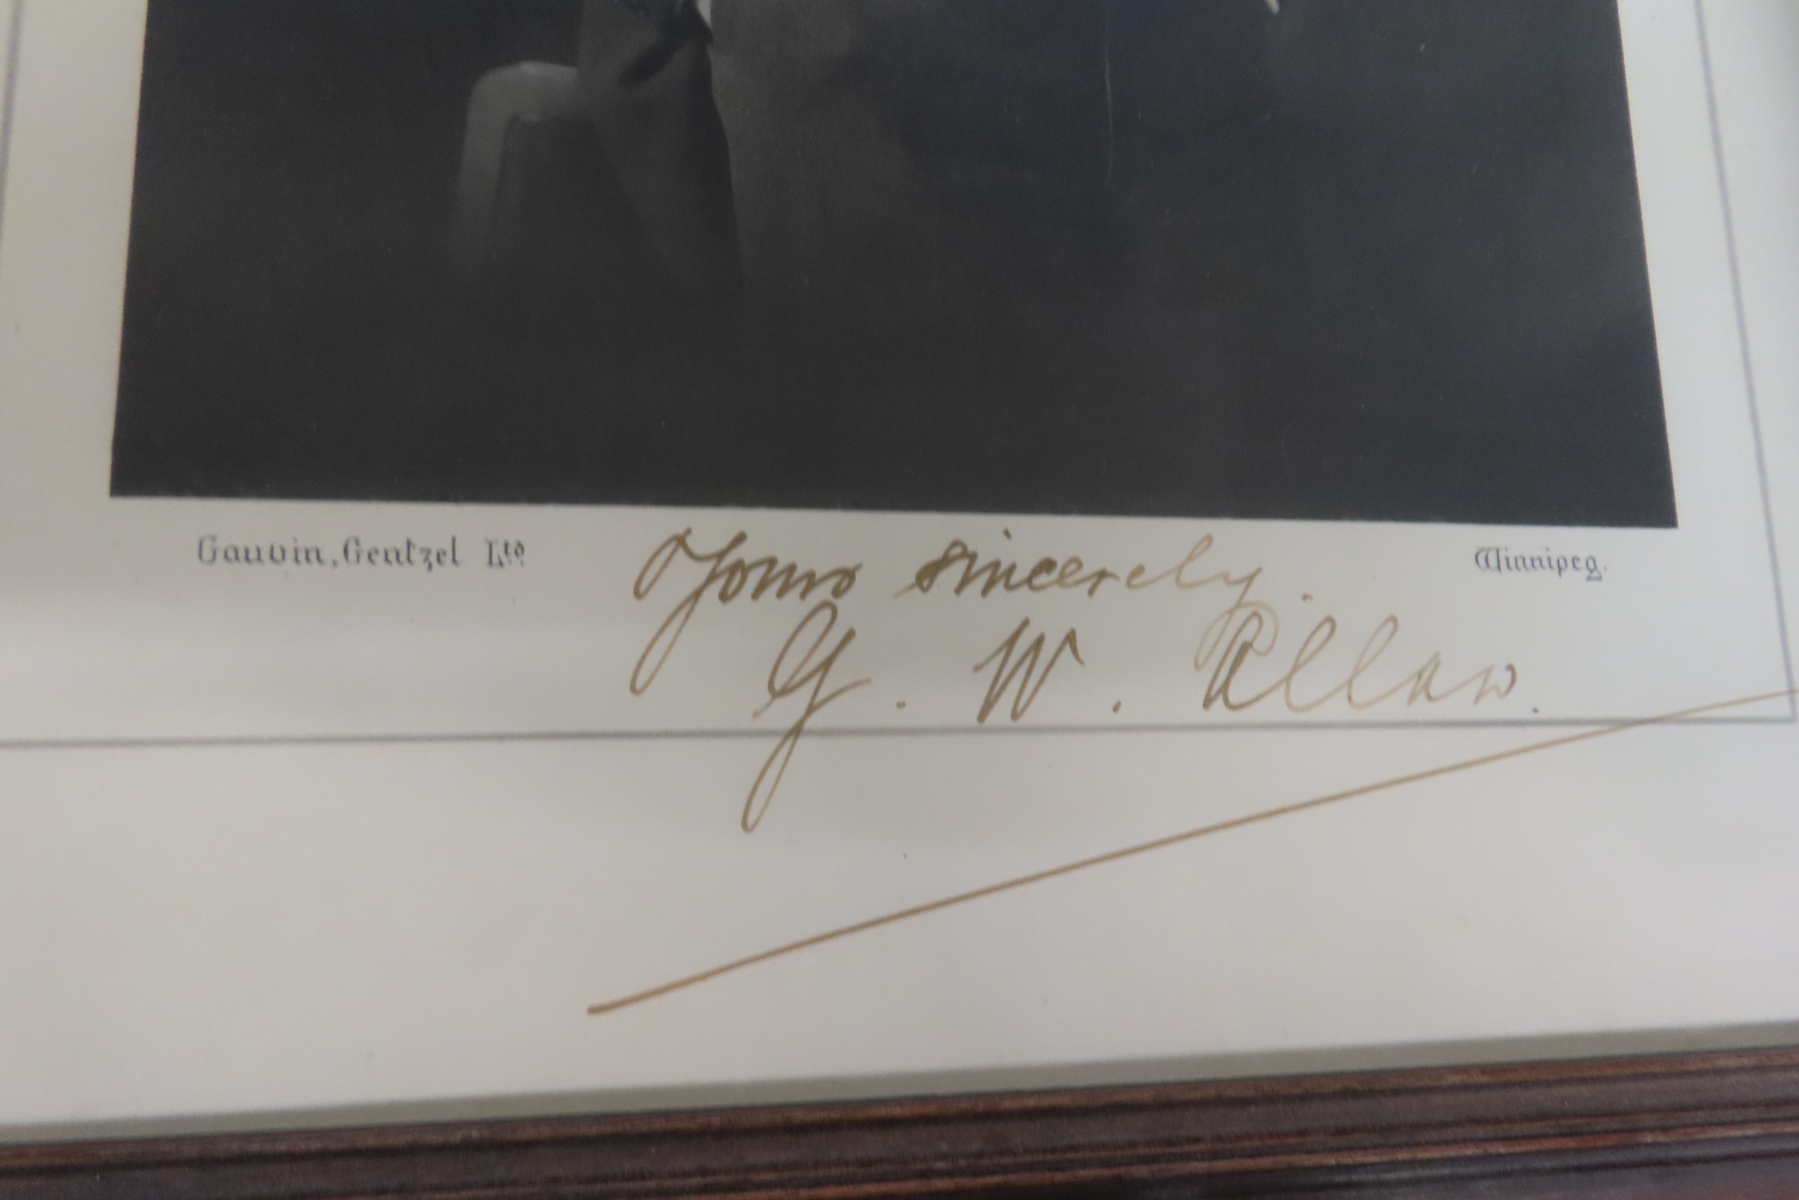 Gauvin, Gentzel Ltd.
Winnipeg.
Yours sincerely.
G. W. Allan.